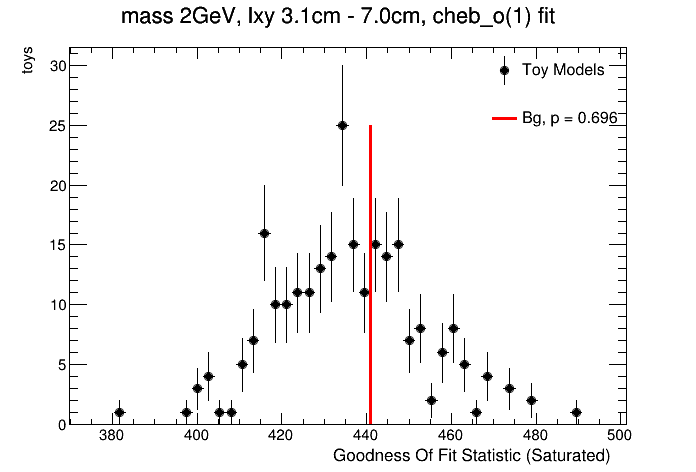 mass 2GeV, lxy 3.1cm - 7.0cm, cheb_o(1) fit
toys
30
25
20
15
10
5
0
Toy Models
Bg, p = 0.696
380 400 420 440 460 480 500
Goodness Of Fit Statistic (Saturated)